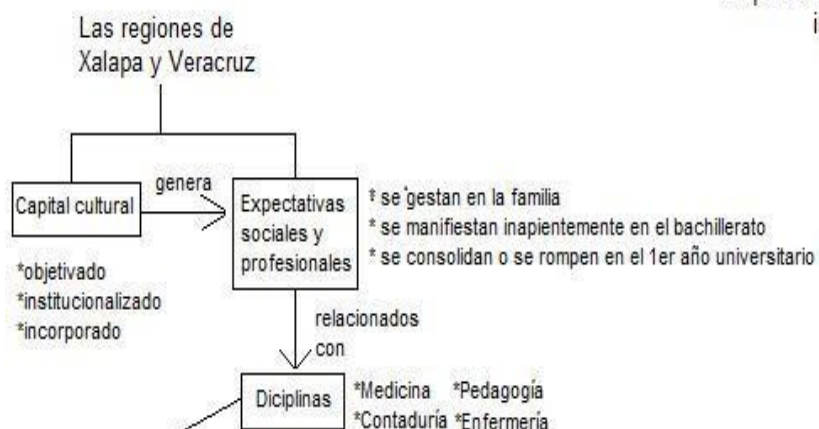 Las regiones de
Xalapa y Veracruz
Capital cultural
genera
Expectativas
sociales y
profesionales
* se gestan en la familia
* se manifiestan inapientemente en el bachillerato
* se consolidan o se rompen en el 1er año universitario
*objetivado
*institucionalizado
*incorporado
relacionados
con
Diciplinas
*Medicina *Pedagogía
*Contaduría *Enfermería